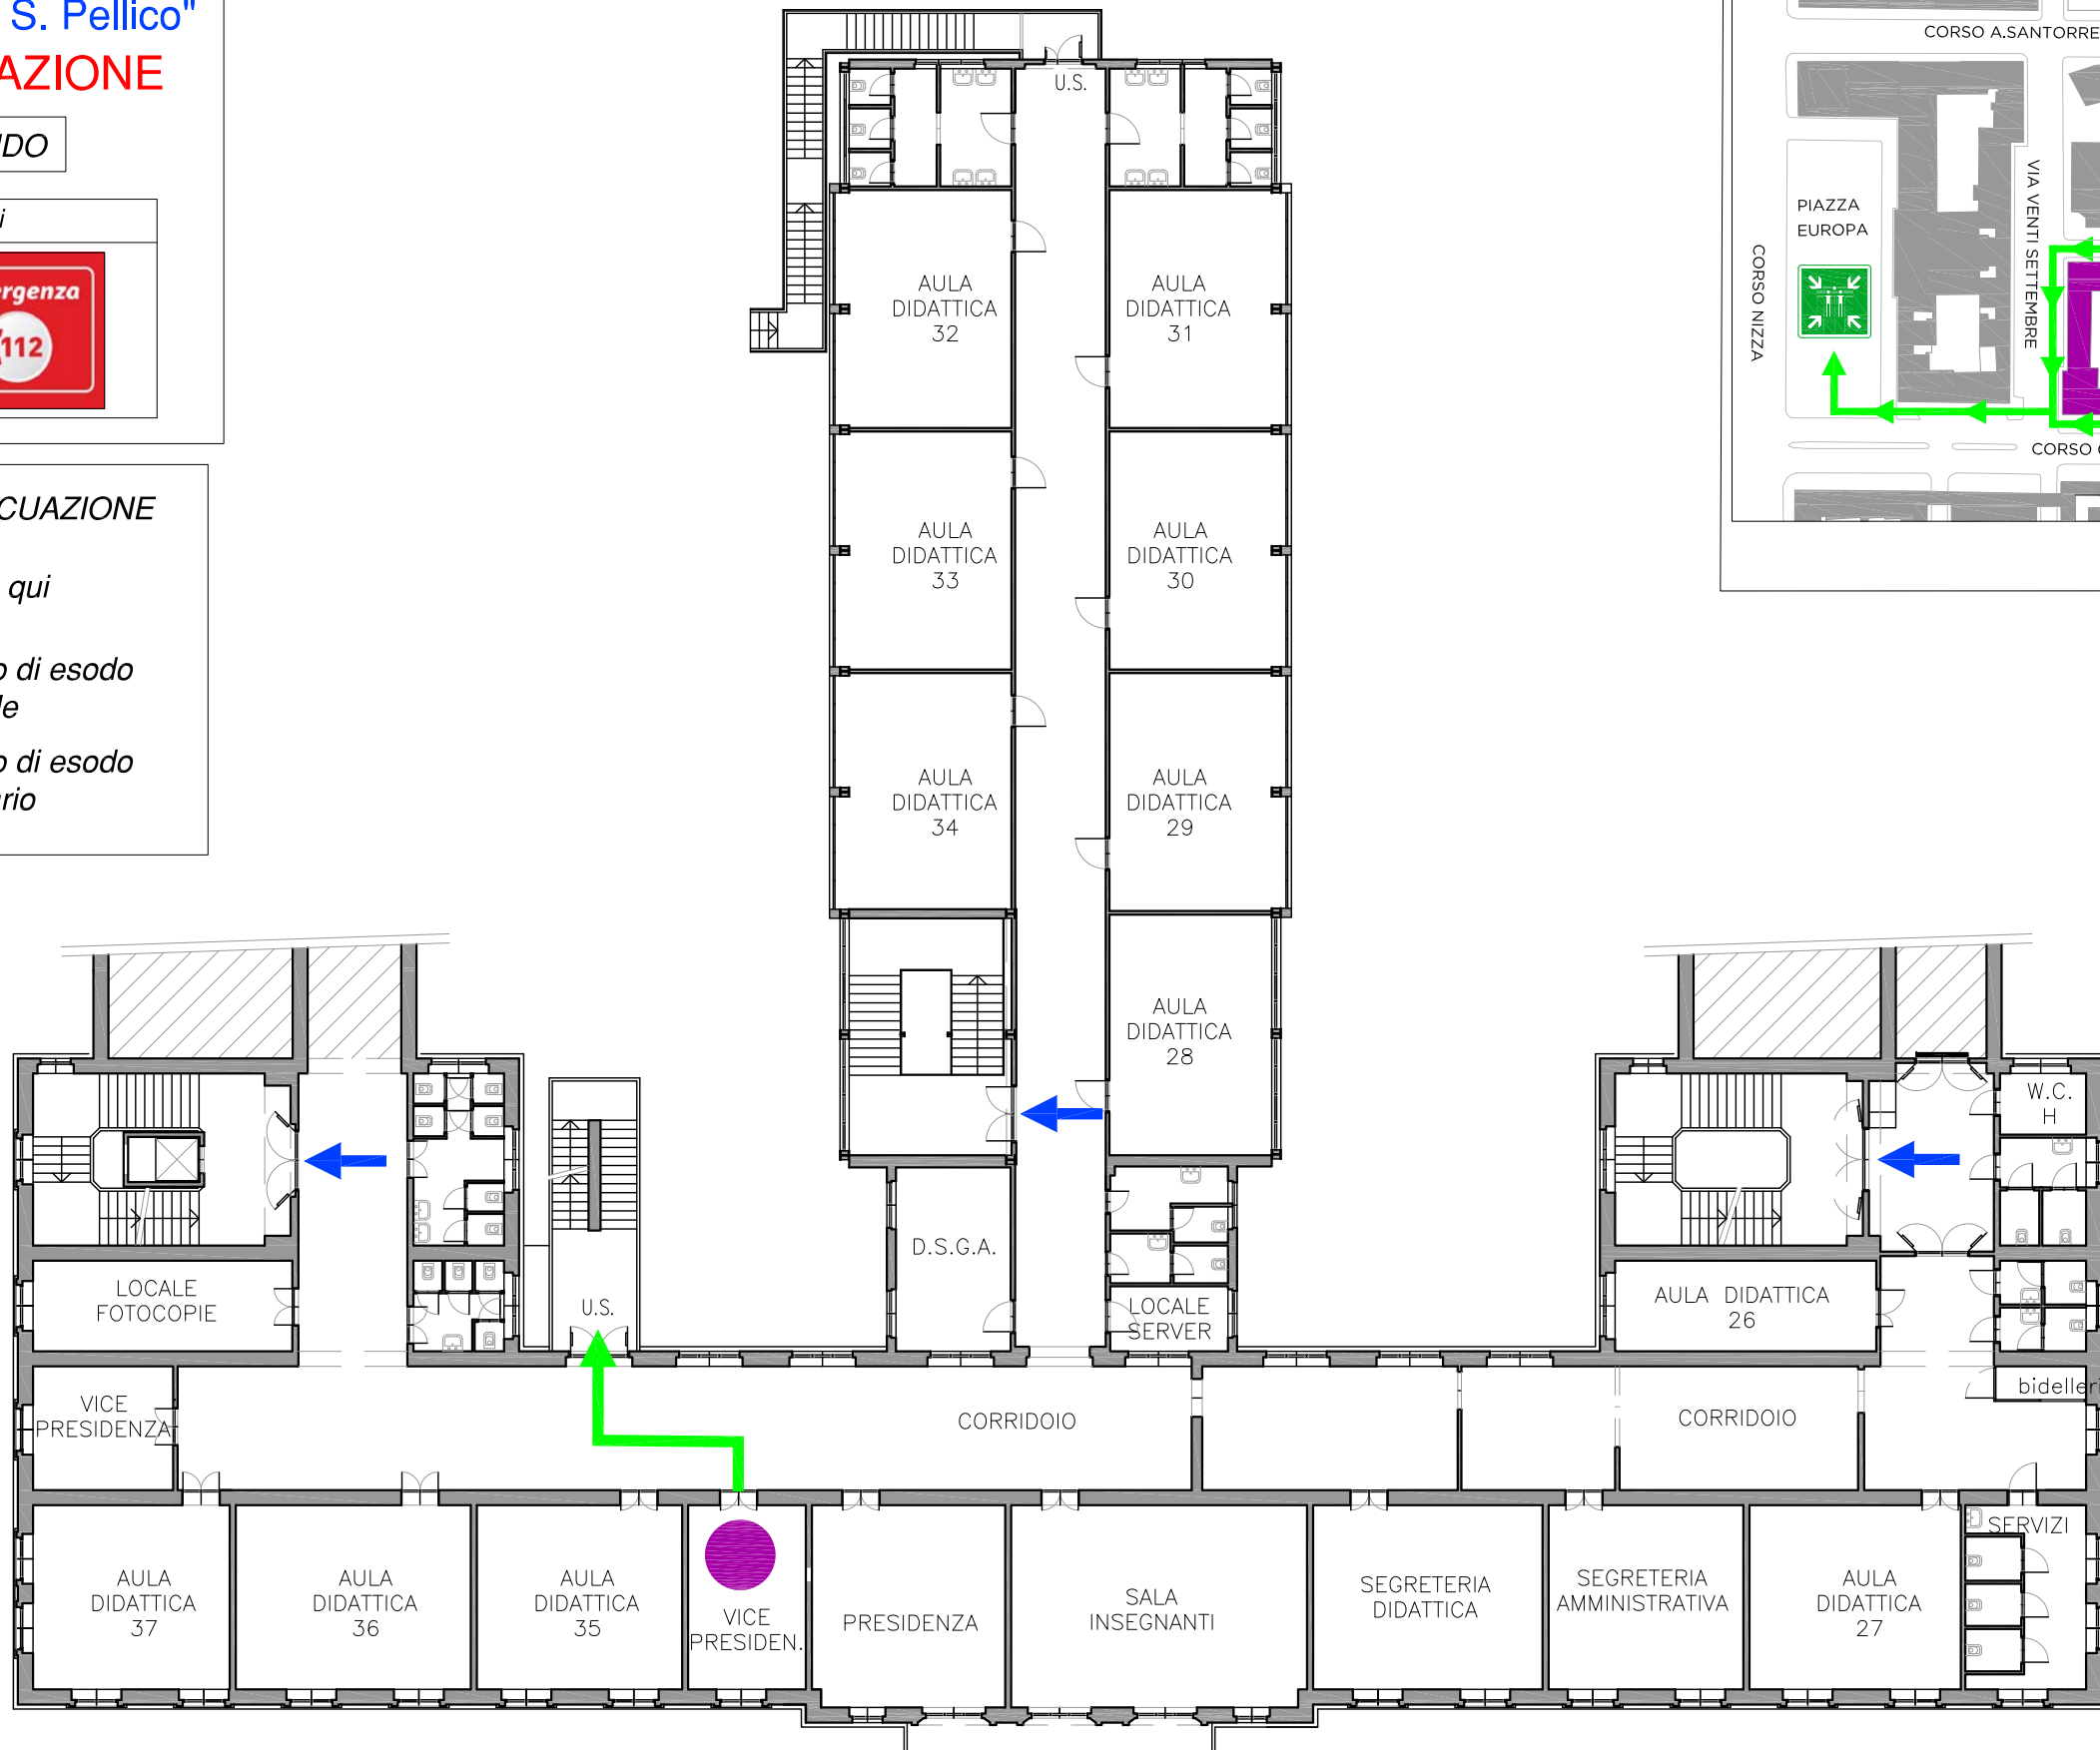 S. Pellico"
AZIONE
NDO
i
rgenza
112
CUAZIONE
qui
o di esodo
le
o di esodo
rio
U.S.
AULA
DIDATTICA
32
AULA
DIDATTICA
31
AULA
DIDATTICA
33
AULA
DIDATTICA
30
AULA
DIDATTICA
34
AULA
DIDATTICA
29
AULA
DIDATTICA
28
D.S.G.A.
LOCALE
SERVER
LOCALE
FOTOCOPIE
U.S.
VICE
PRESIDENZA
CORRIDOIO
CORRIDOIO
W.C.
H
AULA DIDATTICA
26
bidelleri
SERVIZI
AULA
DIDATTICA
37
AULA
DIDATTICA
36
AULA
DIDATTICA
35
VICE
PRESIDEN.
PRESIDENZA
SALA
INSEGNANTI
SEGRETERIA
DIDATTICA
SEGRETERIA
AMMINISTRATIVA
AULA
DIDATTICA
27
CORSO A.SANTORRE
PIAZZA
EUROPA
CORSO NIZZA
VIA VENTI SETTEMBRE
CORSO